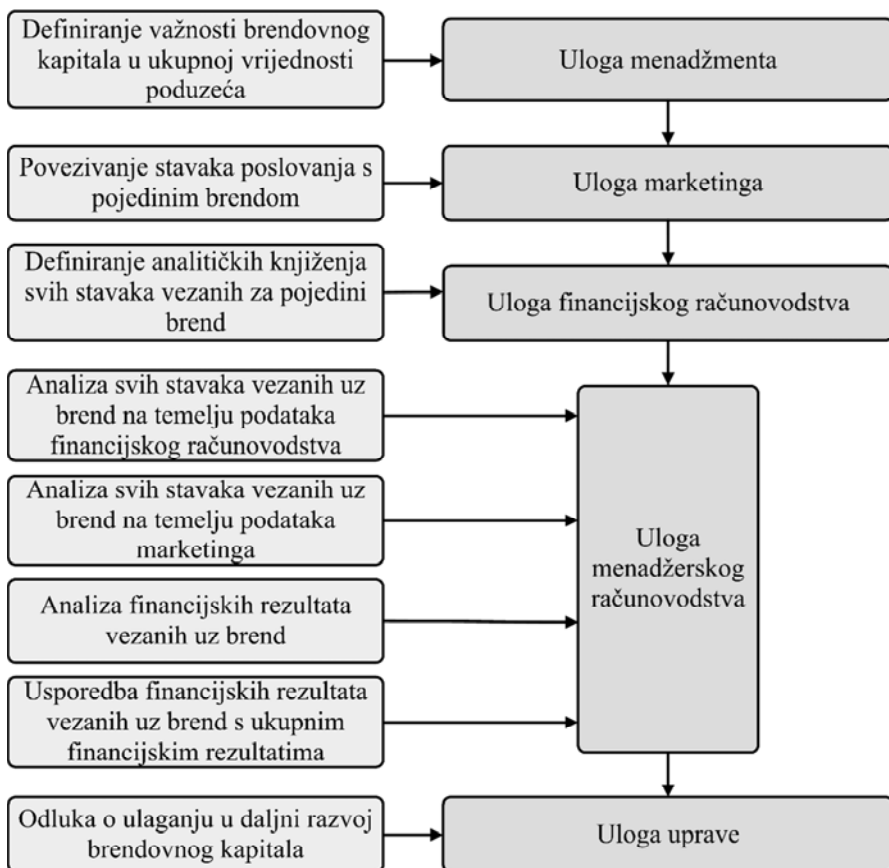 Definiranje važnosti brendovnog
kapitala u ukupnoj vrijednosti
poduzeća
Uloga menadžmenta
Povezivanje stavaka poslovanja s
pojedinim brendom
Uloga marketinga
Definiranje analitičkih knjiženja
svih stavaka vezanih za pojedini
brend
Uloga financijskog računovodstva
Analiza svih stavaka vezanih uz
brend na temelju podataka
financijskog računovodstva
Analiza svih stavaka vezanih uz
brend na temelju podataka
marketinga
Analiza financijskih rezultata
vezanih uz brend
Usporedba financijskih rezultata
vezanih uz brend s ukupnim
financijskim rezultatima
Uloga
menadžerskog
računovodstva
Odluka o ulaganju u daljni razvoj
brendovnog kapitala
Uloga uprave